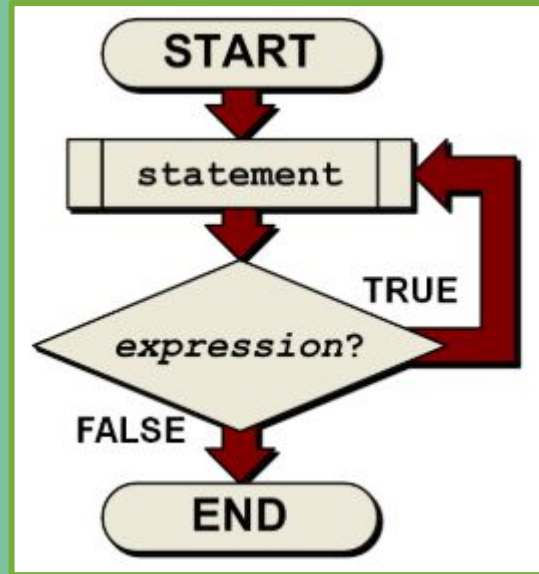 START
statement
TRUE
expression?
FALSE
END